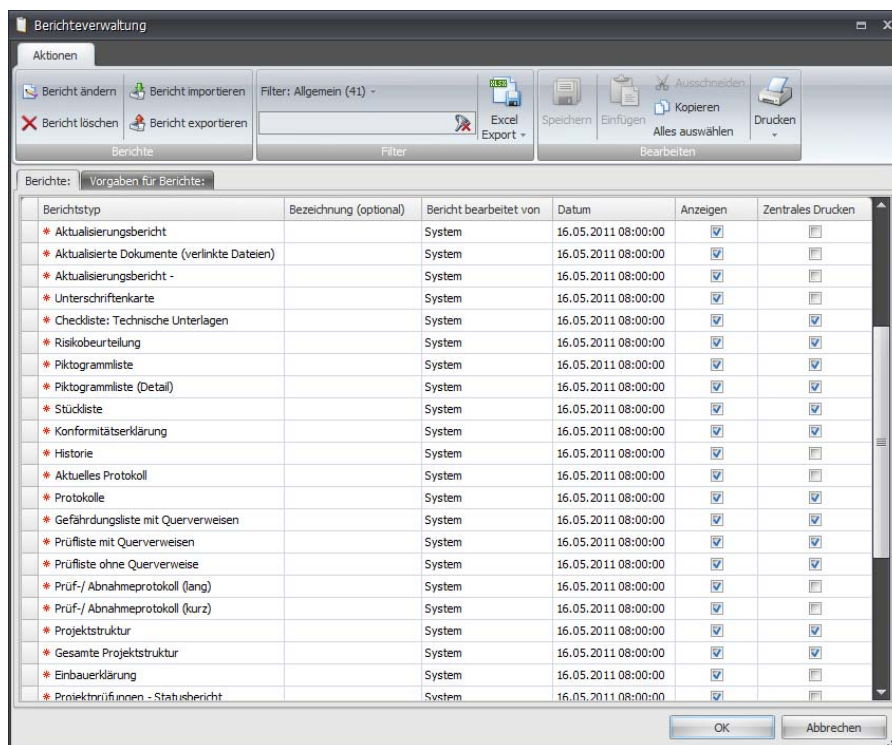 Berichteverwaltung
Aktionen
Bericht ändern
Bericht importieren
Bericht löschen
Bericht exportieren
Berichte
Filter: Allgemein (41)
XLSX
Excel
Export
Filter
Speichern
Einfügen
Ausschneiden
Kopieren
Alles auswählen
Drucken
Bearbeiten
Berichte: Vorgaben für Berichte:
Berichtstyp Bezeichnung (optional) Bericht bearbeitet von Datum Anzeigen Zentrales Drucken
* Aktualisierungsbericht System 16.05.2011 08:00:00
* Aktualisierte Dokumente (verlinkte Dateien) System 16.05.2011 08:00:00
* Aktualisierungsbericht - System 16.05.2011 08:00:00
* Unterschriftenkarte System 16.05.2011 08:00:00
* Checkliste: Technische Unterlagen System 16.05.2011 08:00:00
* Risikobeurteilung System 16.05.2011 08:00:00
* Piktogrammliste System 16.05.2011 08:00:00
* Piktogrammliste (Detail) System 16.05.2011 08:00:00
* Stückliste System 16.05.2011 08:00:00
* Konformitätserklärung System 16.05.2011 08:00:00
* Historie System 16.05.2011 08:00:00
* Aktuelles Protokoll System 16.05.2011 08:00:00
* Protokolle System 16.05.2011 08:00:00
* Gefährdungsliste mit Querverweisen System 16.05.2011 08:00:00
* Prüfliste mit Querverweisen System 16.05.2011 08:00:00
* Prüfliste ohne Querverweise System 16.05.2011 08:00:00
* Prüf-/ Abnahmeprotokoll (lang) System 16.05.2011 08:00:00
* Prüf-/ Abnahmeprotokoll (kurz) System 16.05.2011 08:00:00
* Projektstruktur System 16.05.2011 08:00:00
* Gesamte Projektstruktur System 16.05.2011 08:00:00
* Einbauerklärung System 16.05.2011 08:00:00
* Projektprüfungen - Statusbericht System 16.05.2011 08:00:00
OK Abbrechen